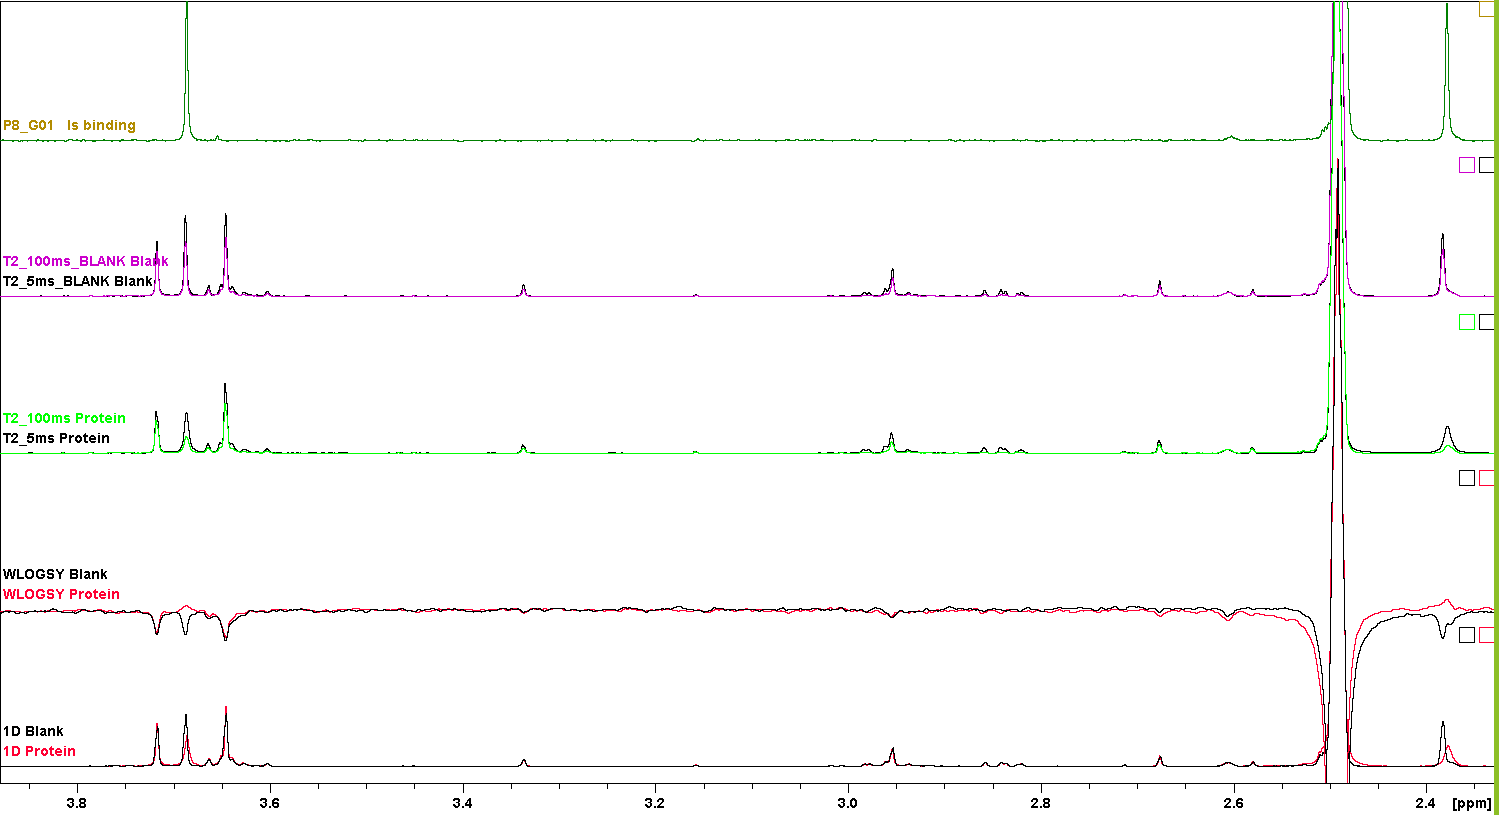 P8_G01 Is binding
T2_100ms_BLANK Blank
T2_5ms_BLANK Blank
T2_100ms Protein
T2_5ms Protein
WLOGSY Blank
WLOGSY Protein
1D Blank
1D Protein
3.8 3.6 3.4 3.2 3.0 2.8 2.6 2.4 [ppm]